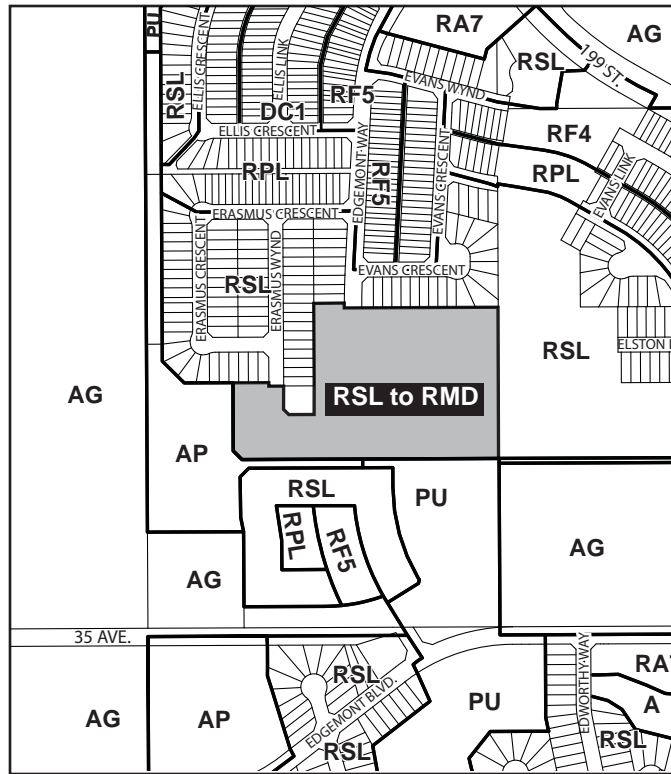 PU
RA7
AG
199 ST.
RSL
RSL
ELLIS CRESCENT
ELLIS LINK
EVANS WYND
RF5
DC1
ELLIS CRESCENT
RF4
RPL
EDGEMONT WAY
RF5
EVANS CRESCENT
RPL
EVANS LINK
ERASMUS CRESCENT
EVANS CRESCENT
RSL
ERASMUS CRESCENT
ERASMUS WYND
RSL
AG
RSL to RMD
AP
RSL
PU
RPL
RF5
AG
AG
35 AVE.
RSL
EDGEMONT BLVD.
EDWORTHY WAY
AG
AP
PU
A
RSL
RSL